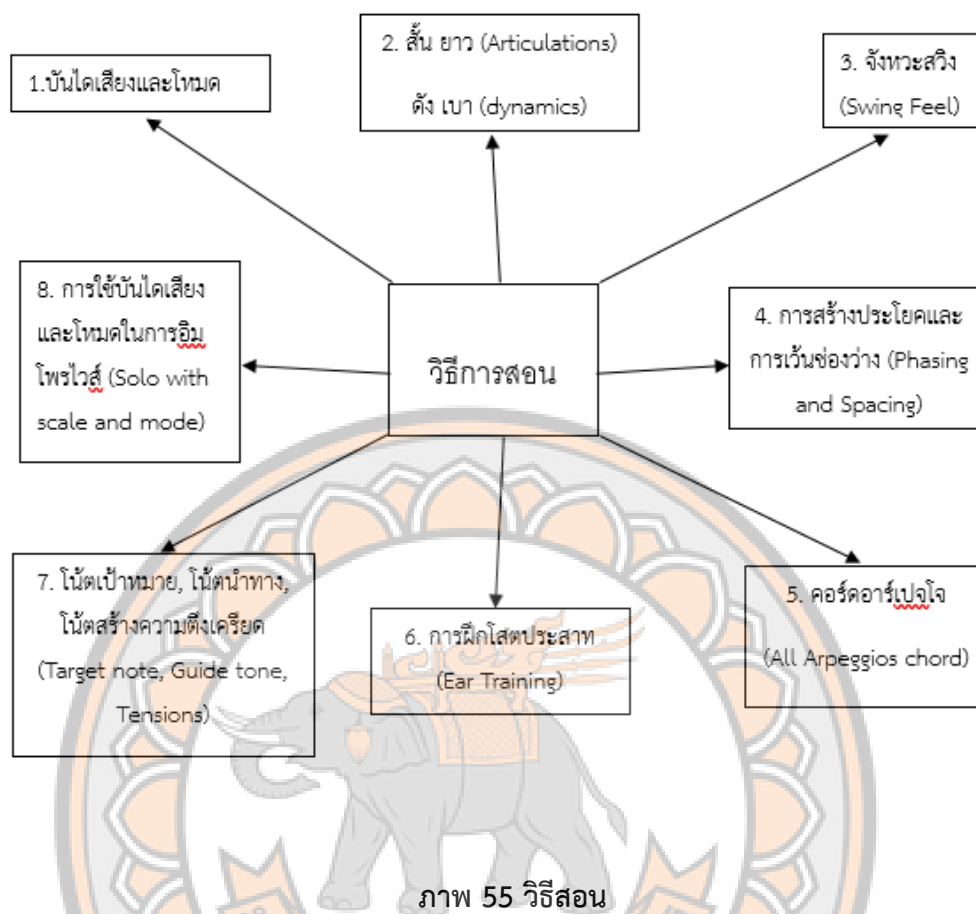 1.บันไดเสียงและโหมด
2. สั้น ยาว (Articulations)
ดัง เบา (dynamics)
3. จังหวะสวิง
(Swing Feel)
8. การใช้บันไดเสียง
และโหมดในการอิม
โพรไวส์ (Solo with
scale and mode)
วิธีการสอน
4. การสร้างประโยคและ
การเว้นช่องว่าง (Phasing
and Spacing)
7. โน้ตเป้าหมาย, โน้ตนำทาง,
โน้ตสร้างความตึงเครียด
(Target note, Guide tone,
Tensions)
6. การฝึกโสตประสาท
(Ear Training)
5. คอร์ดอาร์เปจโจ
(All Arpeggios chord)
ภาพ 55 วิธีสอน